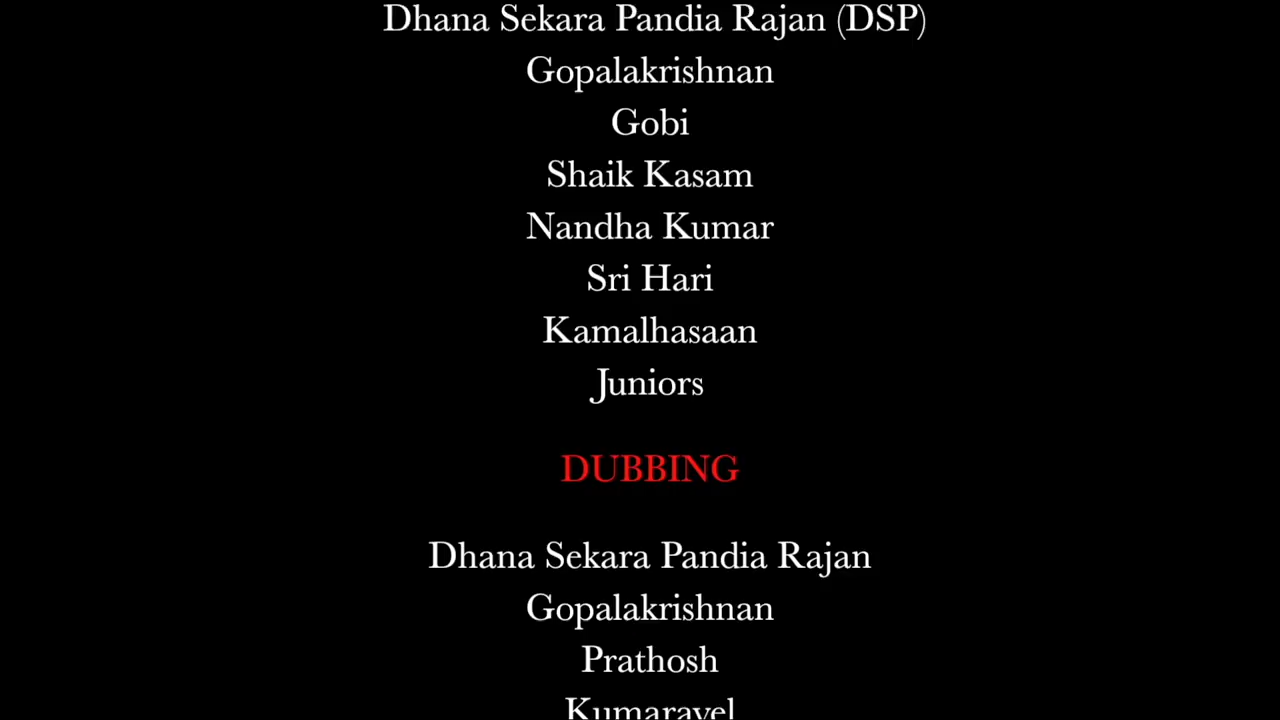 Dhana Sekara Pandia Rajan (DSP)
Gopalakrishnan
Gobi
Shaik Kasam
Nandha Kumar
Sri Hari
Kamalhasaan
Juniors
DUBBING
Dhana Sekara Pandia Rajan
Gopalakrishnan
Prathosh
Kumaravel